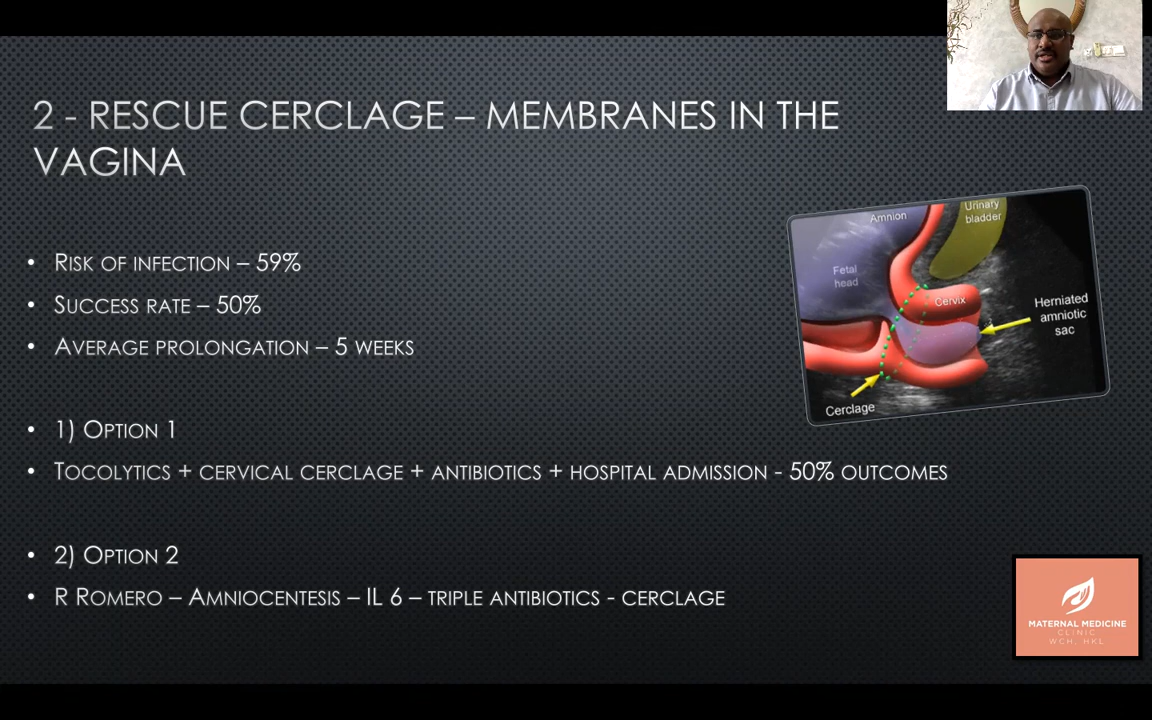 2 - RESCUE CERCLAGE – MEMBRANES IN THE
VAGINA
• RISK OF INFECTION – 59%
• SUCCESS RATE – 50%
• AVERAGE PROLONGATION – 5 WEEKS
• 1) OPTION 1
• TOCOLYTICS + CERVICAL CERCLAGE + ANTIBIOTICS + HOSPITAL ADMISSION - 50% OUTCOMES
• 2) OPTION 2
• R ROMERO – AMNIOCENTESIS – IL 6 – TRIPLE ANTIBIOTICS - CERCLAGE
Amnion
Urinary
bladder
Fetal
head
Cervix
Herniated
amniotic
sac
Cerclage
MATERNAL MEDICINE
CLINIC
WCH, HKL